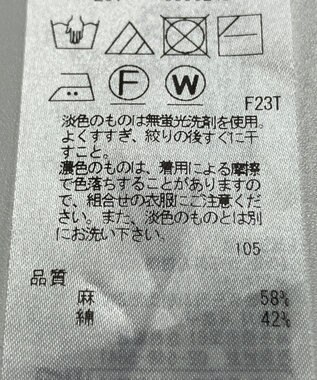 F
W
F23T
淡色のものは無蛍光洗剤を使用。
よくすすぎ、絞りの後すぐに干
すこと。
濃色のものは、着用による摩擦
で色落ちすることがありますの
で、組合せの衣服にご注意くだ
さい。また、淡色のものとは別
にお洗い下さい。
105
品質
麻 58%
綿 42%